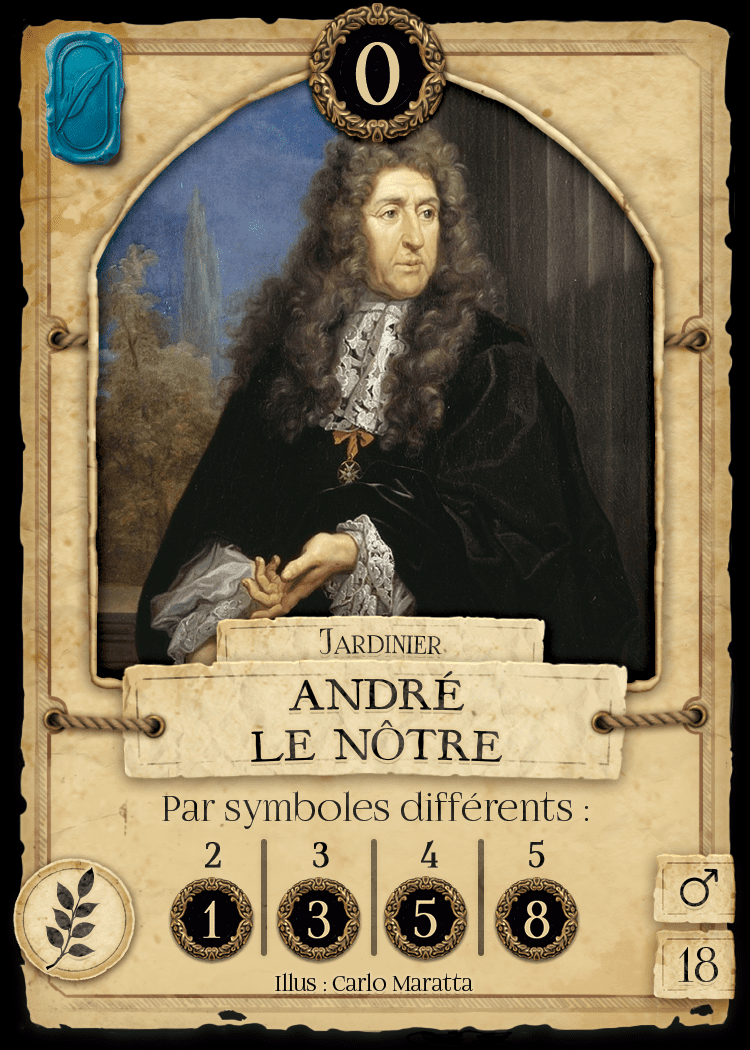 0
JARDINIER
ANDRÉ
LE NÔTRE
Par symboles différents :
2 3 4 5
1 3 5 8
♂
18
Illus : Carlo Maratta